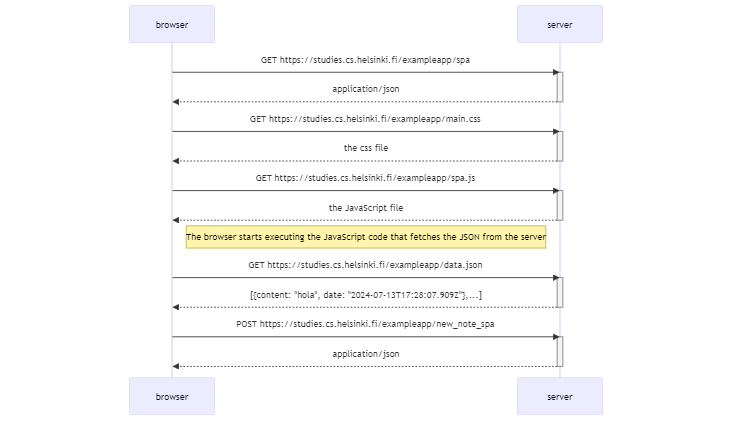 browser server
GET https://studies.cs.helsinki.fi/exampleapp/spa
application/json
GET https://studies.cs.helsinki.fi/exampleapp/main.css
the css file
GET https://studies.cs.helsinki.fi/exampleapp/spa.js
the JavaScript file
The browser starts executing the JavaScript code that fetches the JSON from the server
GET https://studies.cs.helsinki.fi/exampleapp/data.json
[{content: "hola", date: "2024-07-13T17:28:07.909Z"},...]
POST https://studies.cs.helsinki.fi/exampleapp/new_note_spa
application/json
browser server